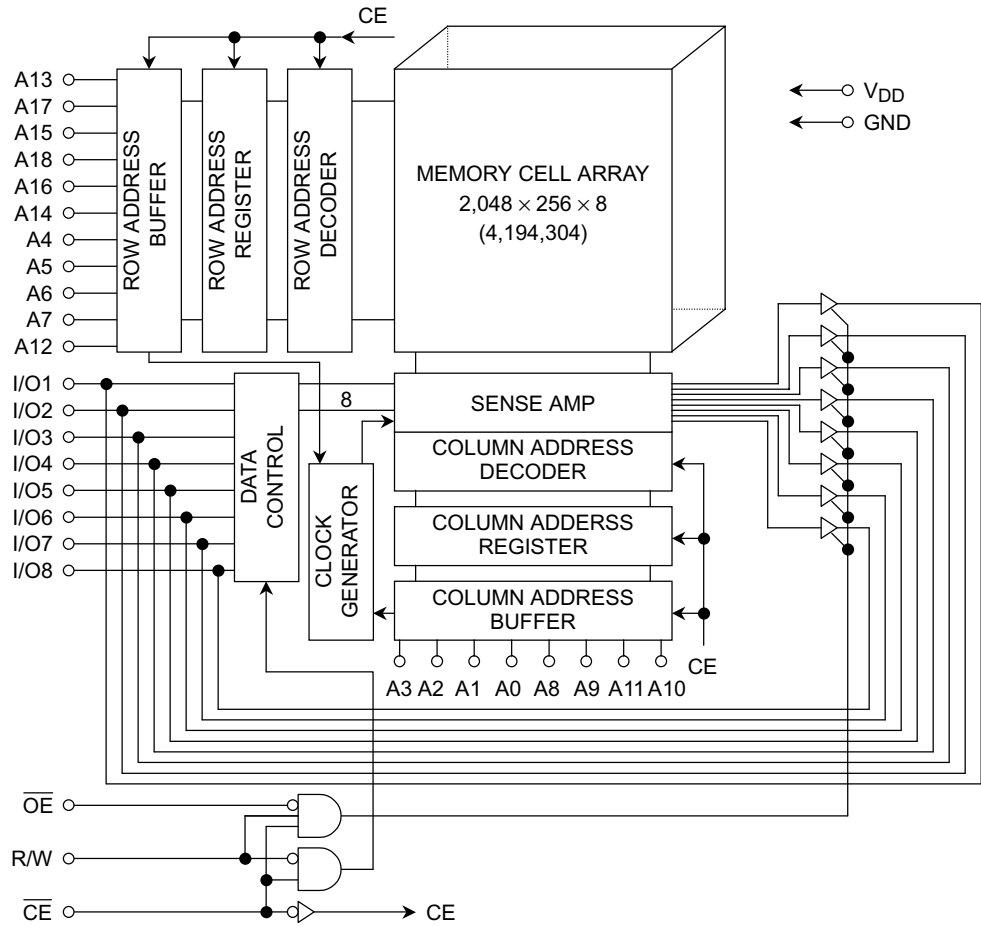 CE
A13
A17
A15
A18
A16
A14
A4
A5
A6
A7
A12
ROW ADDRESS
BUFFER
ROW ADDRESS
REGISTER
ROW ADDRESS
DECODER
MEMORY CELL ARRAY
2,048 × 256 × 8
(4,194,304)
VDD
GND
I/O1
I/O2
I/O3
I/O4
I/O5
I/O6
I/O7
I/O8
DATA
CONTROL
8
CLOCK
GENERATOR
SENSE AMP
COLUMN ADDRESS
DECODER
COLUMN ADDERSS
REGISTER
COLUMN ADDRESS
BUFFER
CE
A3 A2 A1 A0 A8 A9 A11 A10
O̅E̅
R/W
C̅E̅
CE